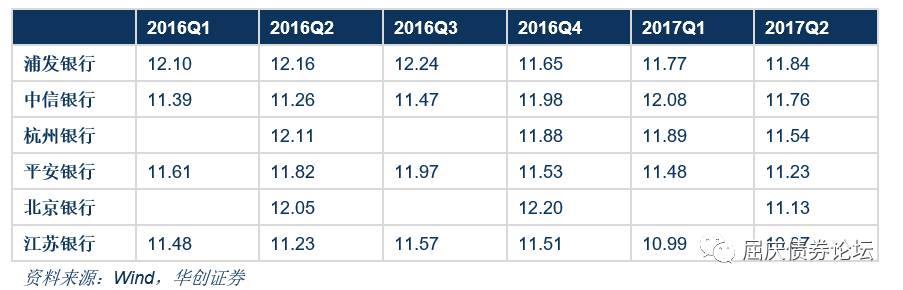 2016Q1 2016Q2 2016Q3 2016Q4 2017Q1 2017Q2
浦发银行 12.10 12.16 12.24 11.65 11.77 11.84
中信银行 11.39 11.26 11.47 11.98 12.08 11.76
杭州银行 12.11 11.88 11.89 11.54
平安银行 11.61 11.82 11.97 11.53 11.48 11.23
北京银行 12.05 12.20 11.13
江苏银行 11.48 11.23 11.57 11.51 10.99
资料来源：Wind，华创证券
屈庆债券论坛